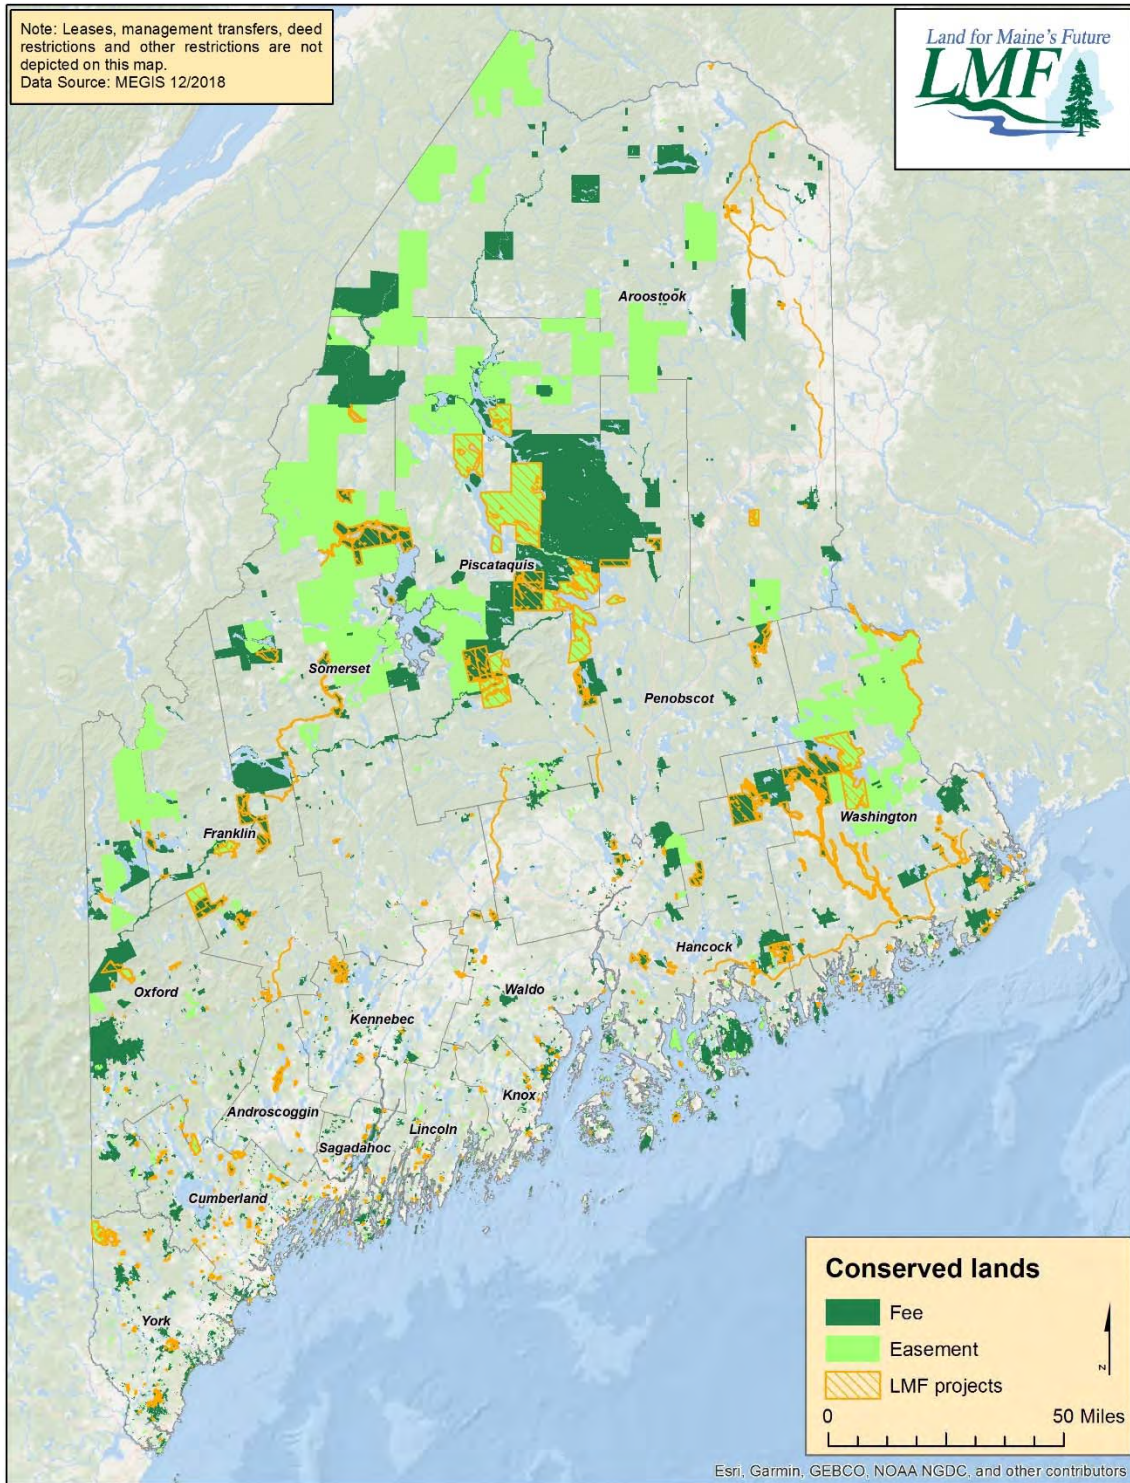 Note: Leases, management transfers, deed
restrictions and other restrictions are not
depicted on this map.
Data Source: MEGIS 12/2018
Land for Maine's Future
LMF
Aroostook
Piscataquis
Somerset
Penobscot
Franklin
Washington
Hancock
Oxford
Waldo
Kennebec
Knox
Androscoggin
Lincoln
Sagadahoc
Cumberland
York
Conserved lands
Fee
Easement
LMF projects
N
0 50 Miles
Esri, Garmin, GEBCO, NOAA NGDC, and other contributors